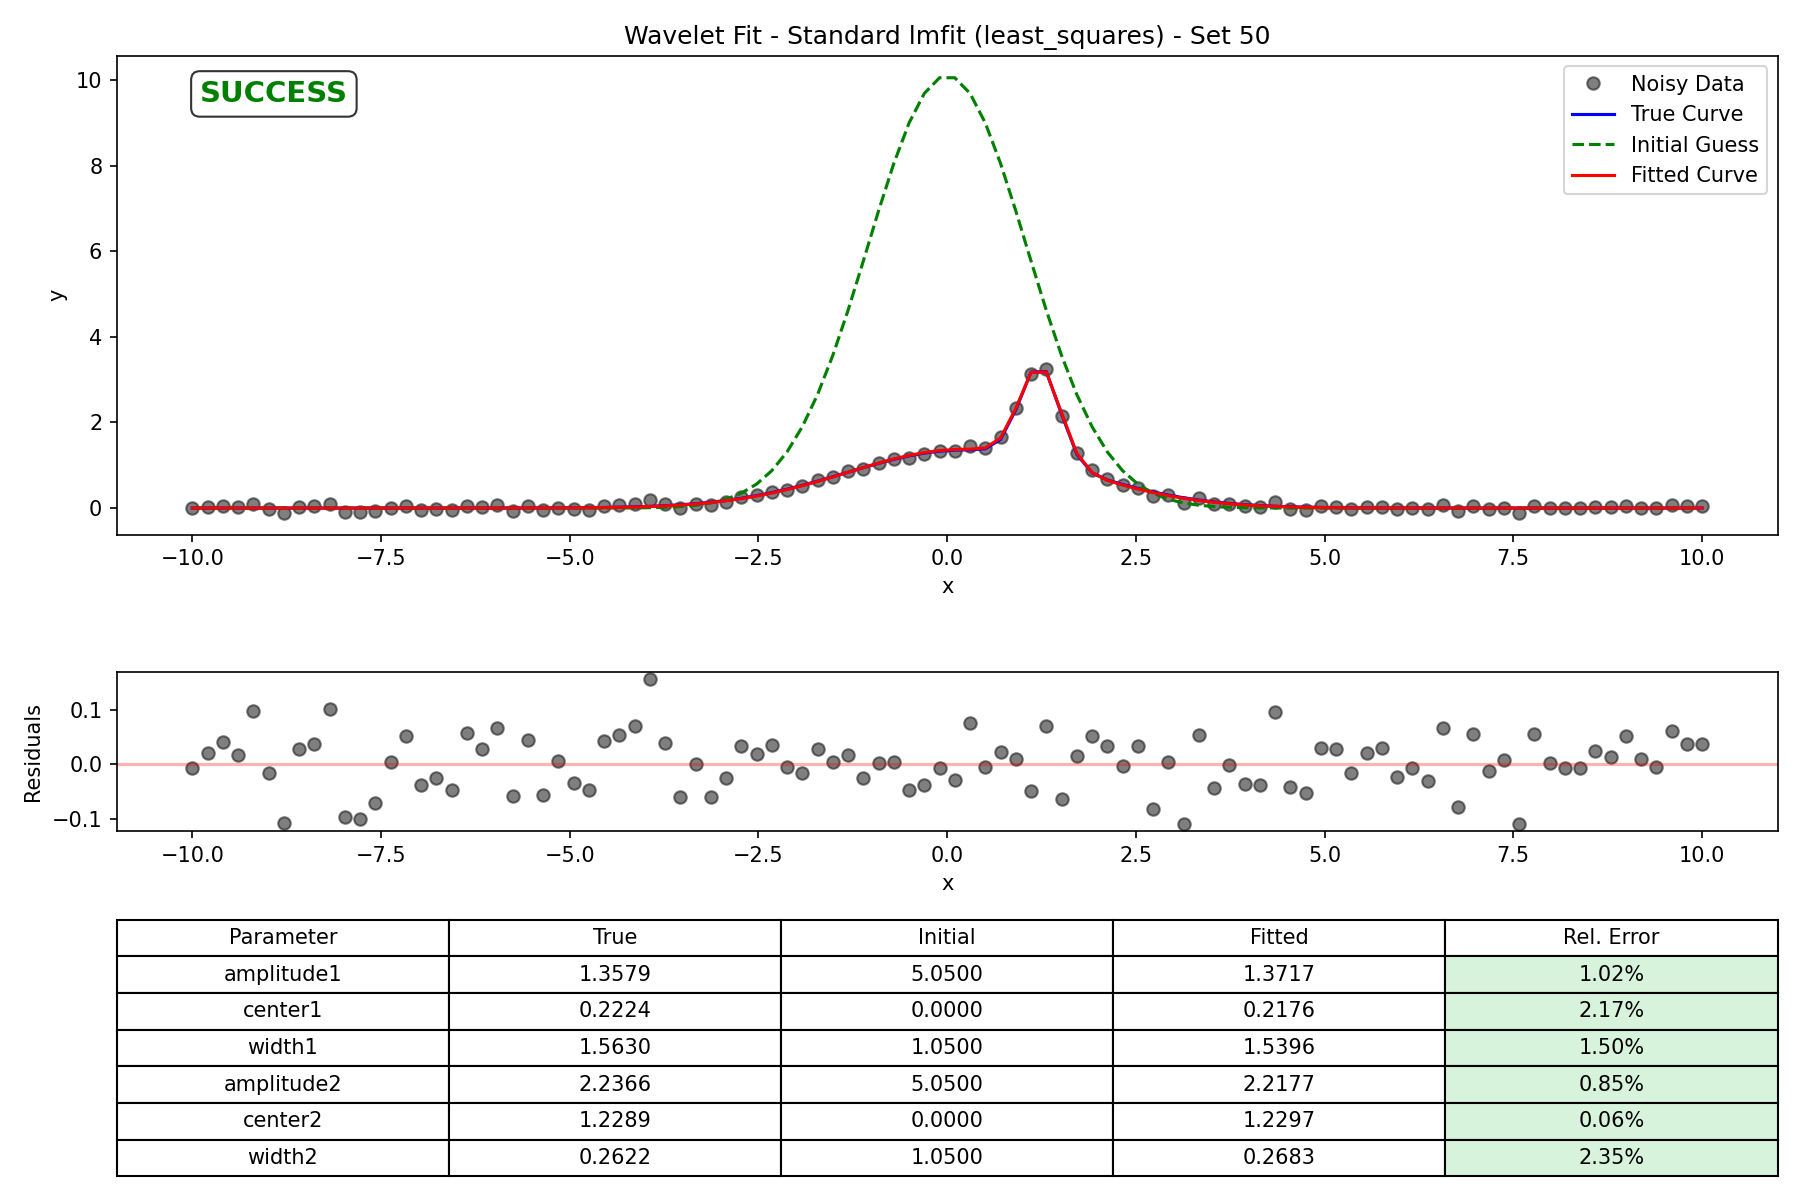 Wavelet Fit - Standard lmfit (least_squares) - Set 50
SUCCESS
Noisy Data
True Curve
Initial Guess
Fitted Curve
y
10
8
6
4
2
0
−10.0 −7.5 −5.0 −2.5 0.0 2.5 5.0 7.5 10.0
x
Residuals
0.1
0.0
−0.1
−10.0 −7.5 −5.0 −2.5 0.0 2.5 5.0 7.5 10.0
x
Parameter True Initial Fitted Rel. Error
amplitude1 1.3579 5.0500 1.3717 1.02%
center1 0.2224 0.0000 0.2176 2.17%
width1 1.5630 1.0500 1.5396 1.50%
amplitude2 2.2366 5.0500 2.2177 0.85%
center2 1.2289 0.0000 1.2297 0.06%
width2 0.2622 1.0500 0.2683 2.35%